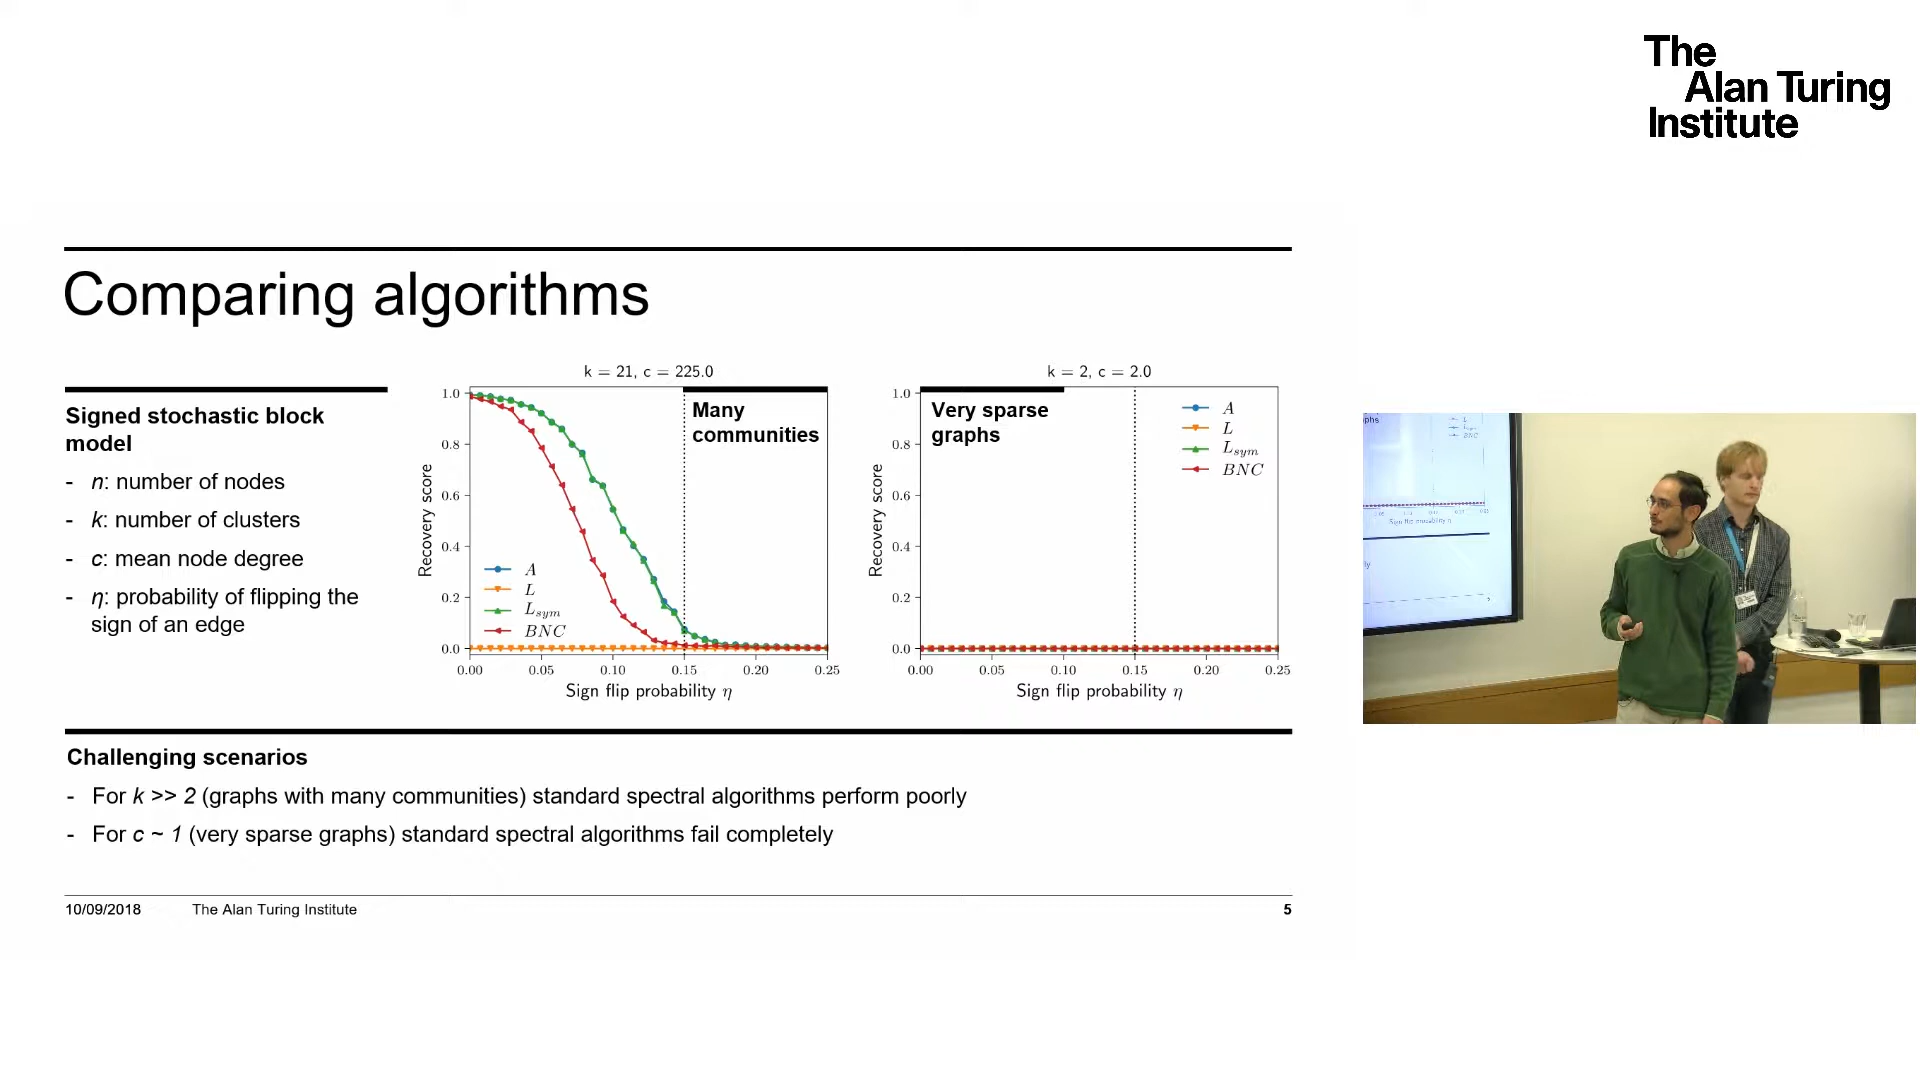 The
Alan Turing
Institute
Comparing algorithms
Signed stochastic block
model
- n: number of nodes
- k: number of clusters
- c: mean node degree
- η: probability of flipping the
sign of an edge
k = 21, c = 225.0
Many
communities
Recovery score
1.0
0.8
0.6
0.4
0.2
0.0
A
L
Lsym
BNC
0.00 0.05 0.10 0.15 0.20 0.25
Sign flip probability η
k = 2, c = 2.0
Very sparse
graphs
Recovery score
1.0
0.8
0.6
0.4
0.2
0.0
A
L
Lsym
BNC
0.00 0.05 0.10 0.15 0.20 0.25
Sign flip probability η
Challenging scenarios
- For k >> 2 (graphs with many communities) standard spectral algorithms perform poorly
- For c ~ 1 (very sparse graphs) standard spectral algorithms fail completely
10/09/2018 The Alan Turing Institute 5
phs
Sign flip probability η